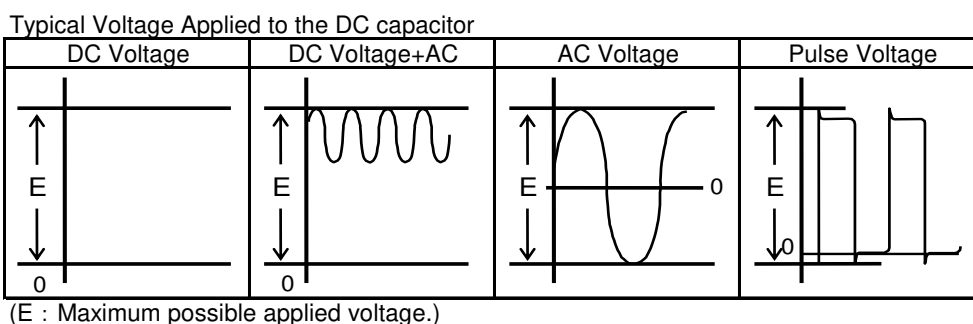 Typical Voltage Applied to the DC capacitor
DC Voltage DC Voltage+AC AC Voltage Pulse Voltage
E E E 0 E
0
0 0
(E : Maximum possible applied voltage.)